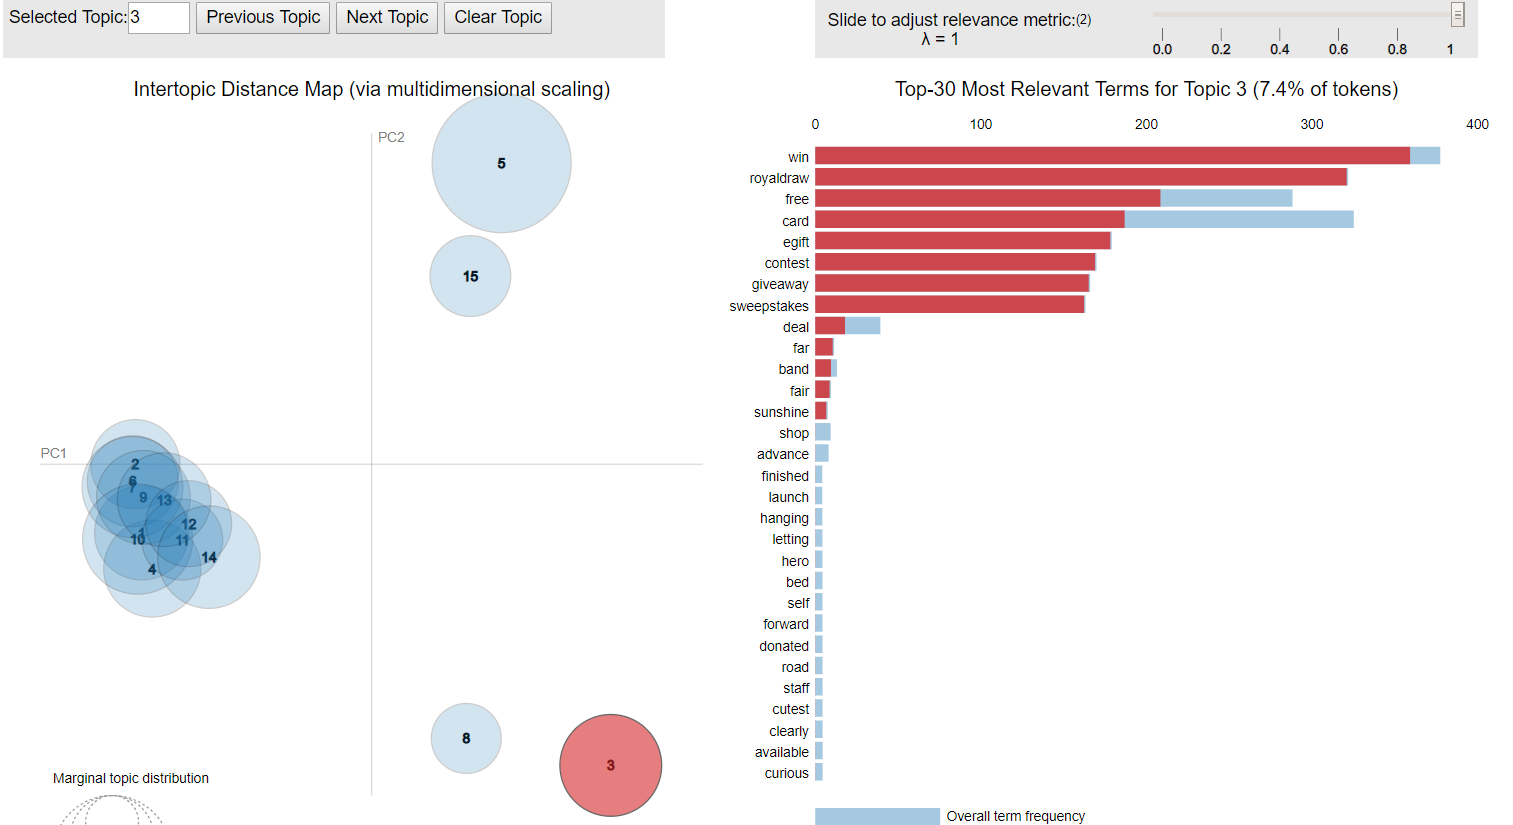 Selected Topic: 3 Previous Topic Next Topic Clear Topic
Slide to adjust relevance metric:(2)
λ = 1
0.0 0.2 0.4 0.6 0.8 1
Intertopic Distance Map (via multidimensional scaling)
PC2
5
15
PC1
2
6
7
9 13
12
1
10 11
14
4
8
3
Marginal topic distribution
Top-30 Most Relevant Terms for Topic 3 (7.4% of tokens)
0 100 200 300 400
win
royaldraw
free
card
egift
contest
giveaway
sweepstakes
deal
far
band
fair
sunshine
shop
advance
finished
launch
hanging
letting
hero
bed
self
forward
donated
road
staff
cutest
clearly
available
curious
Overall term frequency